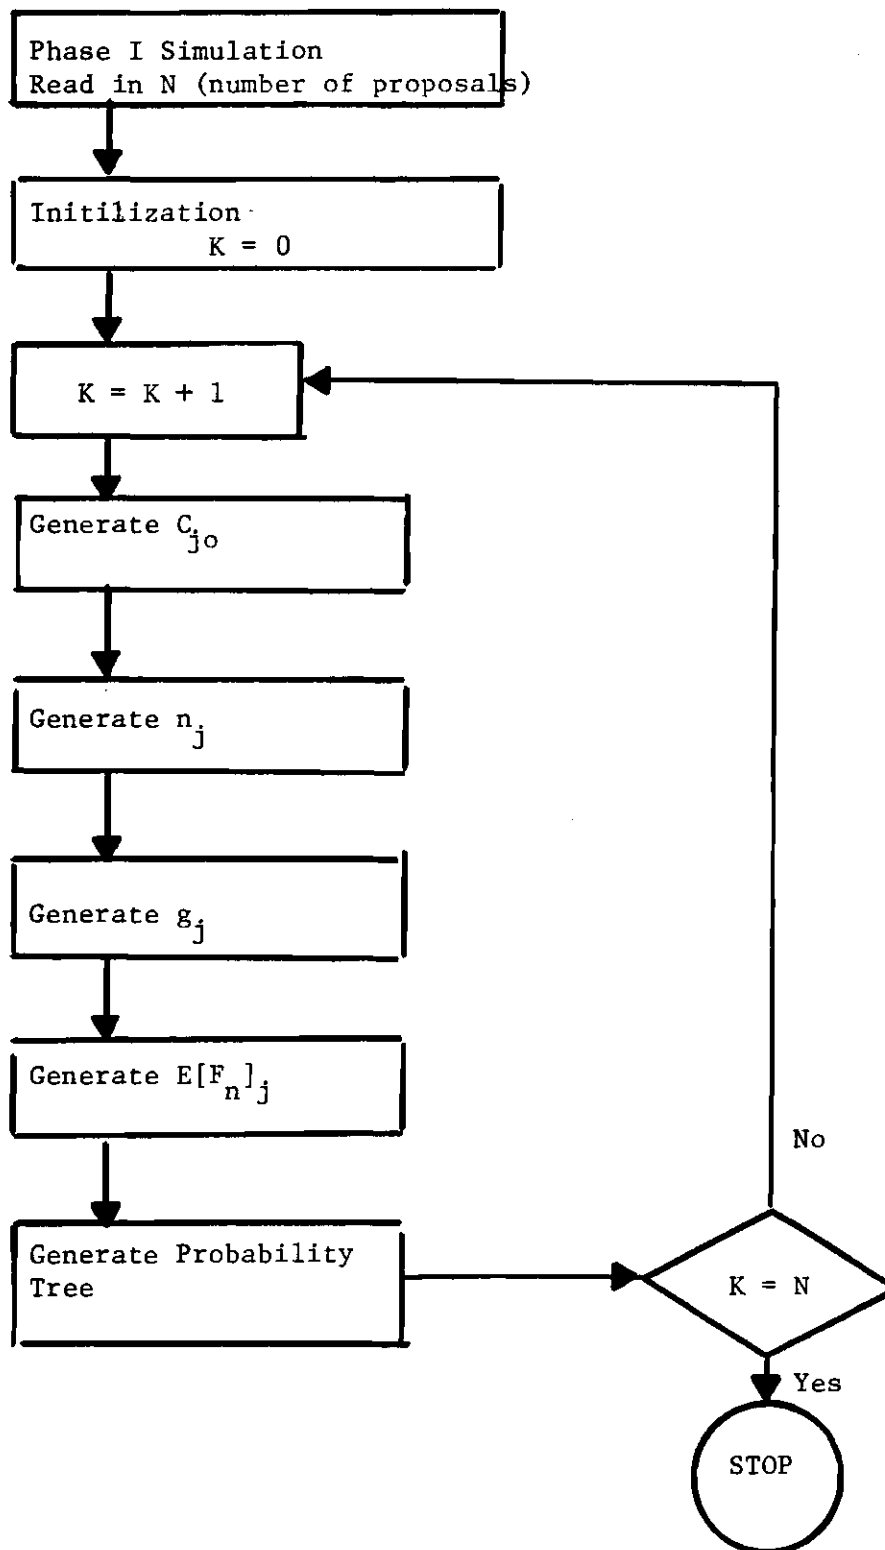 Phase I Simulation
Read in N (number of proposals)
Initilization
K = 0
K = K + 1
Generate C_jo
Generate n_j
Generate g_j
Generate E[F_n]_j
Generate Probability
Tree
No
K = N
Yes
STOP